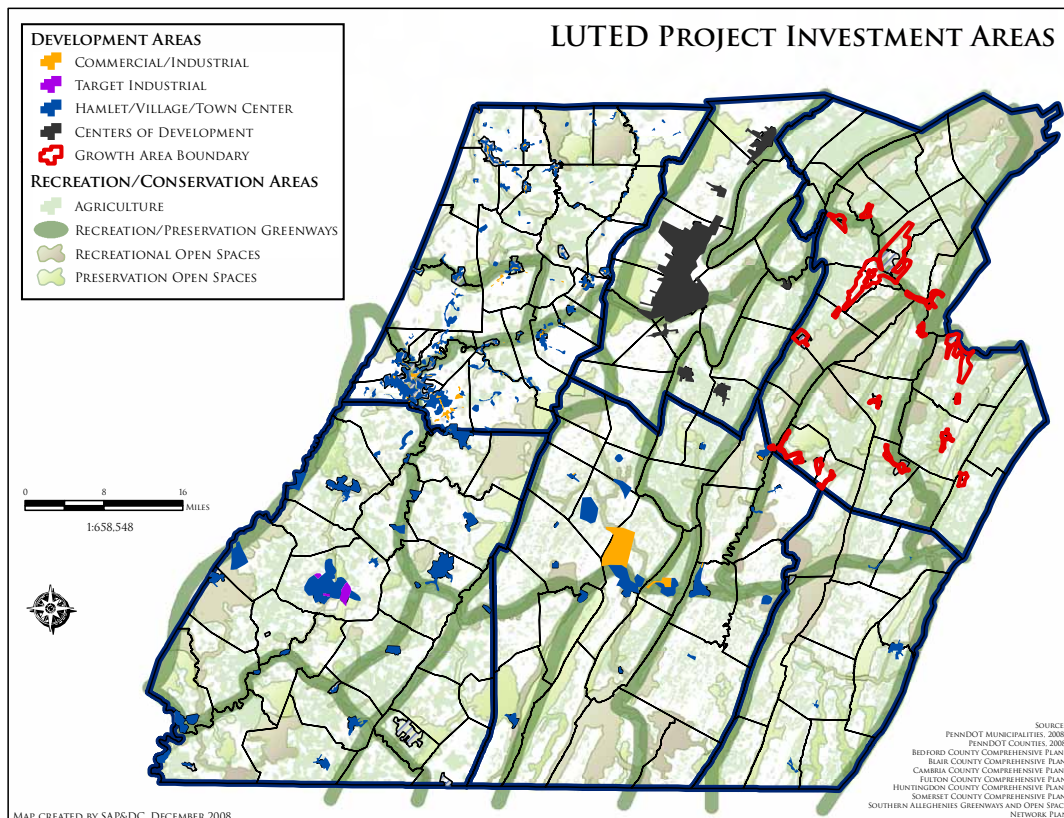 LUTED Project Investment Areas
Development Areas
Commercial/Industrial
Target Industrial
Hamlet/Village/Town Center
Centers of Development
Growth Area Boundary
Recreation/Conservation Areas
Agriculture
Recreation/Preservation Greenways
Recreational Open Spaces
Preservation Open Spaces
0 8 16
Miles
1:658,548
Source
PennDOT Municipalities, 2008
PennDOT Counties, 2008
Bedford County Comprehensive Plan
Blair County Comprehensive Plan
Cambria County Comprehensive Plan
Fulton County Comprehensive Plan
Huntingdon County Comprehensive Plan
Somerset County Comprehensive Plan
Southern Alleghenies Greenways and Open Spac
Network Plan
Map created by SAP&DC, December 2008